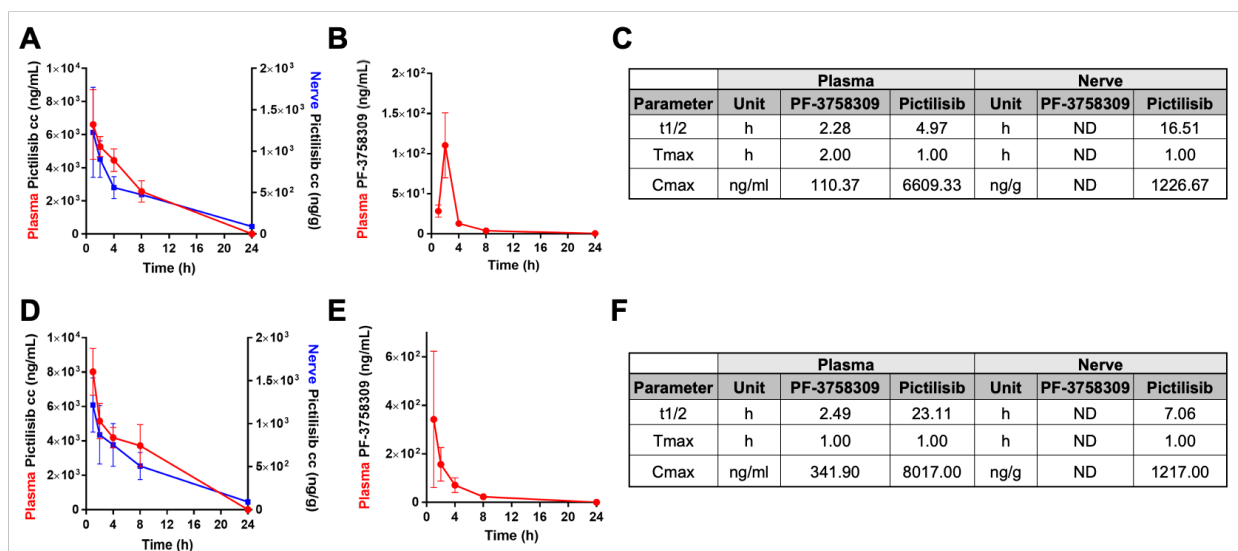 A
Plasma Pictilisib cc (ng/mL)
1×10⁴
8×10³
6×10³
4×10³
2×10³
0
2×10³
1.5×10³
1×10³
5×10²
0
Nerve Pictilisib cc (ng/g)
0 4 8 12 16 20 24
Time (h)
B
Plasma PF-3758309 (ng/mL)
2×10²
2×10²
1×10²
5×10¹
0
0 4 8 12 16 20 24
Time (h)
C
Plasma Nerve
Parameter Unit PF-3758309 Pictilisib Unit PF-3758309 Pictilisib
t1/2 h 2.28 4.97 h ND 16.51
Tmax h 2.00 1.00 h ND 1.00
Cmax ng/ml 110.37 6609.33 ng/g ND 1226.67
D
Plasma Pictilisib cc (ng/mL)
1×10⁴
8×10³
6×10³
4×10³
2×10³
0
2×10³
1.5×10³
1×10³
5×10²
0
Nerve Pictilisib cc (ng/g)
0 4 8 12 16 20 24
Time (h)
E
Plasma PF-3758309 (ng/mL)
6×10²
4×10²
2×10²
0
0 4 8 12 16 20 24
Time (h)
F
Plasma Nerve
Parameter Unit PF-3758309 Pictilisib Unit PF-3758309 Pictilisib
t1/2 h 2.49 23.11 h ND 7.06
Tmax h 1.00 1.00 h ND 1.00
Cmax ng/ml 341.90 8017.00 ng/g ND 1217.00